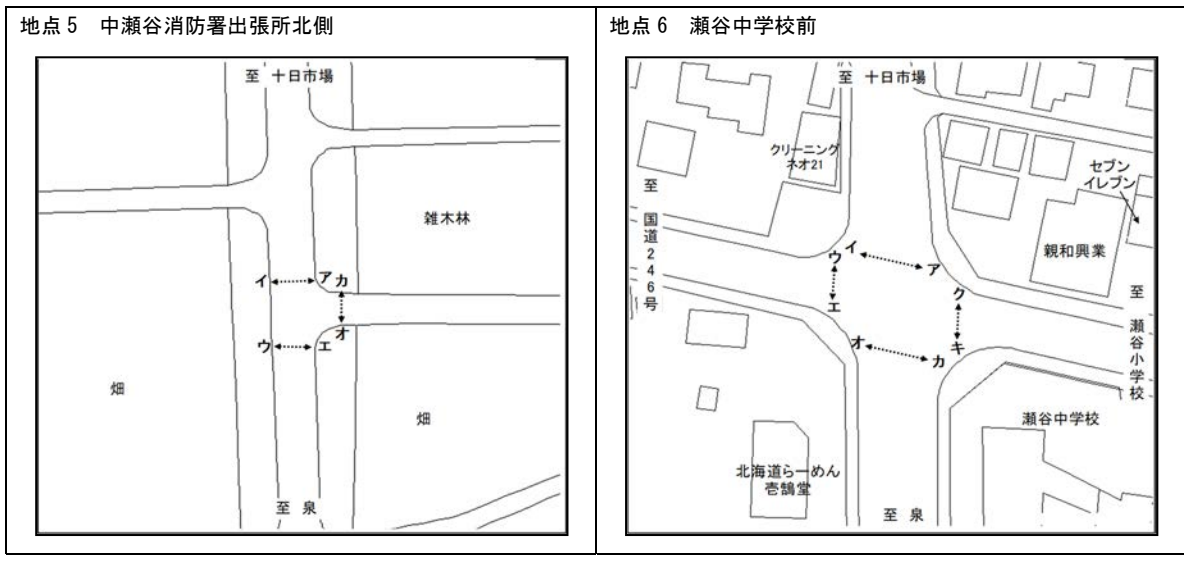 地点5 中瀬谷消防署出張所北側
至 十日市場
雑木林
イ
ア
カ
ウ
エ
オ
畑
畑
至 泉
地点6 瀬谷中学校前
至 十日市場
クリーニング
ネオ21
セブン
イレブン
至 国道246号
親和興業
イ
ウ
ア
ク
エ
オ
カ
キ
至 瀬谷小学校
瀬谷中学校
北海道らーめん
壱鵠堂
至 泉